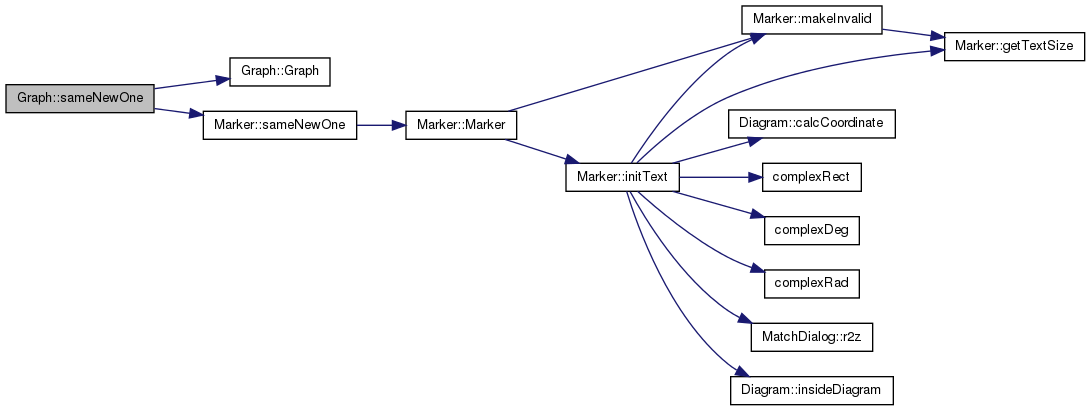 Graph::sameNewOne
Graph::Graph
Marker::sameNewOne
Marker::Marker
Marker::initText
Marker::makeInvalid
Marker::getTextSize
Diagram::calcCoordinate
complexRect
complexDeg
complexRad
MatchDialog::r2z
Diagram::insideDiagram